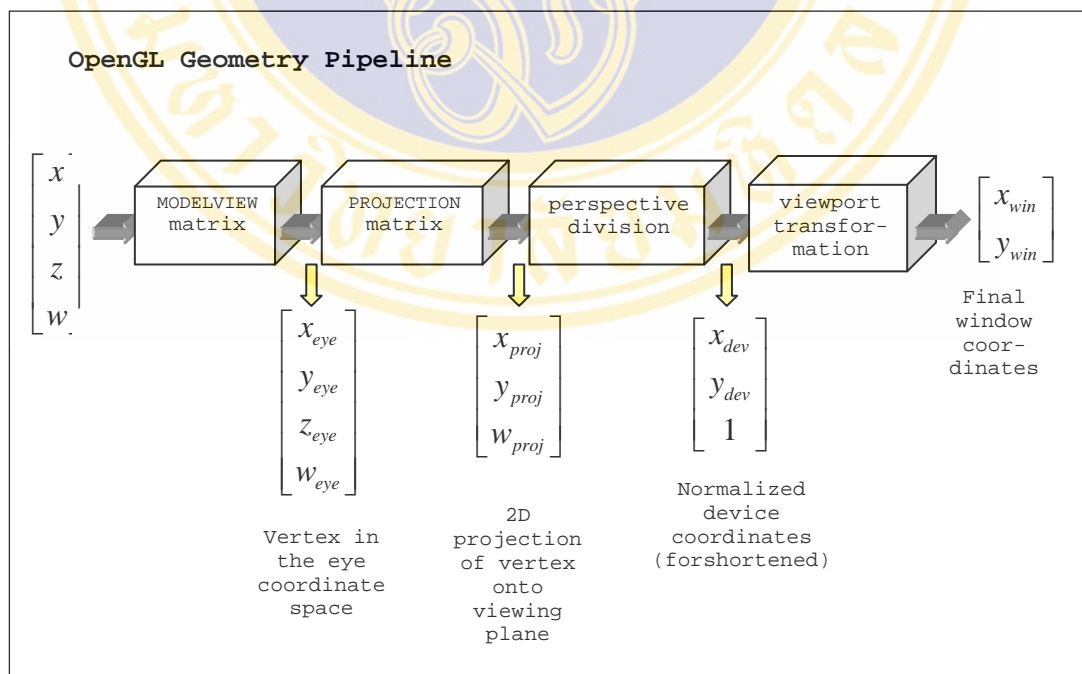 OpenGL Geometry Pipeline
x
y
z
w
MODELVIEW
matrix
PROJECTION
matrix
perspective
division
viewport
transfor-
mation
x_win
y_win
Final
window
coor-
dinates
x_eye
y_eye
z_eye
w_eye
Vertex in
the eye
coordinate
space
x_proj
y_proj
w_proj
2D
projection
of vertex
onto
viewing
plane
x_dev
y_dev
1
Normalized
device
coordinates
(forshortened)